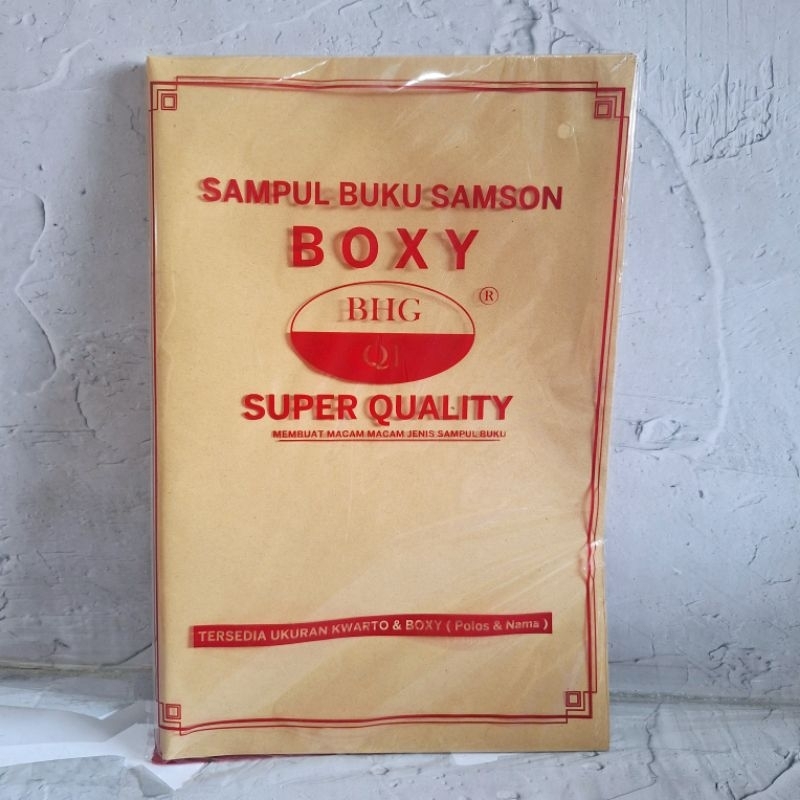 SAMPUL BUKU SAMSON
BOXY
®
BHG
QI
SUPER QUALITY
MEMBUAT MACAM MACAM JENIS SAMPUL BUKU
TERSEDIA UKURAN KWARTO & BOXY ( Polos & Nama )